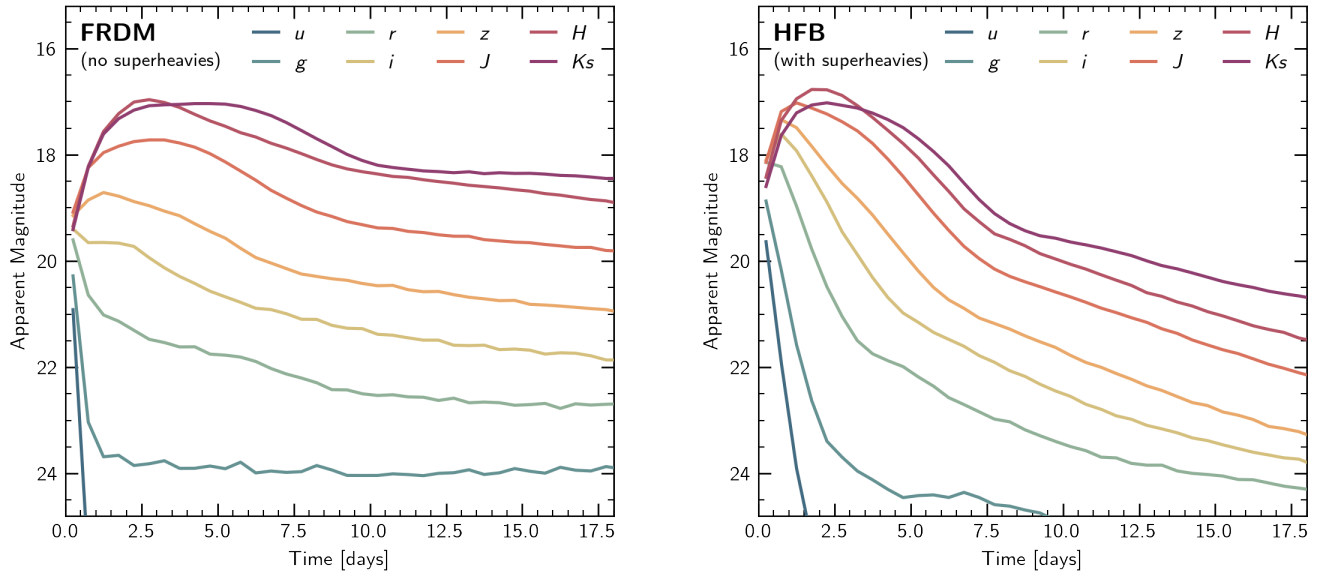 FRDM
(no superheavies)
u r z H
g i J Ks
16
18
20
22
24
Apparent Magnitude
0.0 2.5 5.0 7.5 10.0 12.5 15.0 17.5
Time [days]
HFB
(with superheavies)
u r z H
g i J Ks
16
18
20
22
24
Apparent Magnitude
0.0 2.5 5.0 7.5 10.0 12.5 15.0 17.5
Time [days]